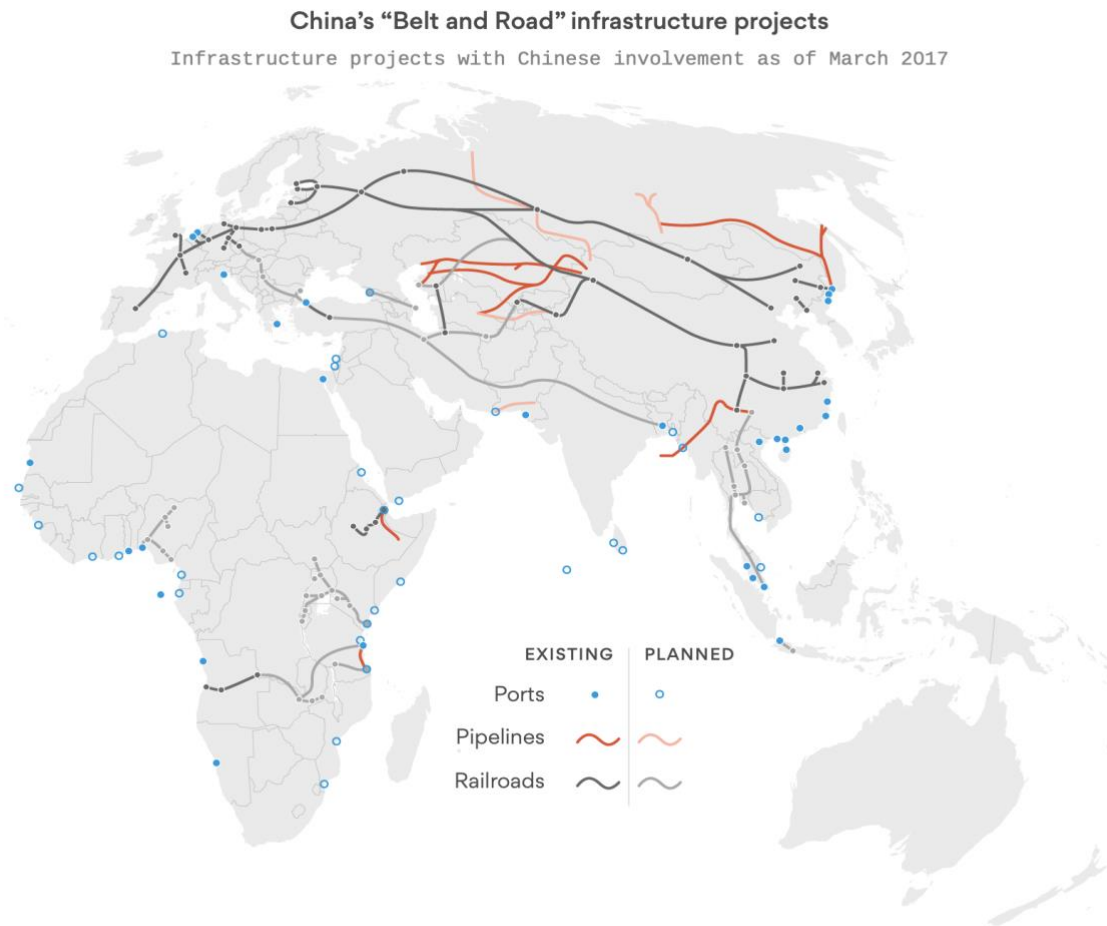 China's “Belt and Road” infrastructure projects
Infrastructure projects with Chinese involvement as of March 2017
EXISTING PLANNED
Ports
Pipelines
Railroads